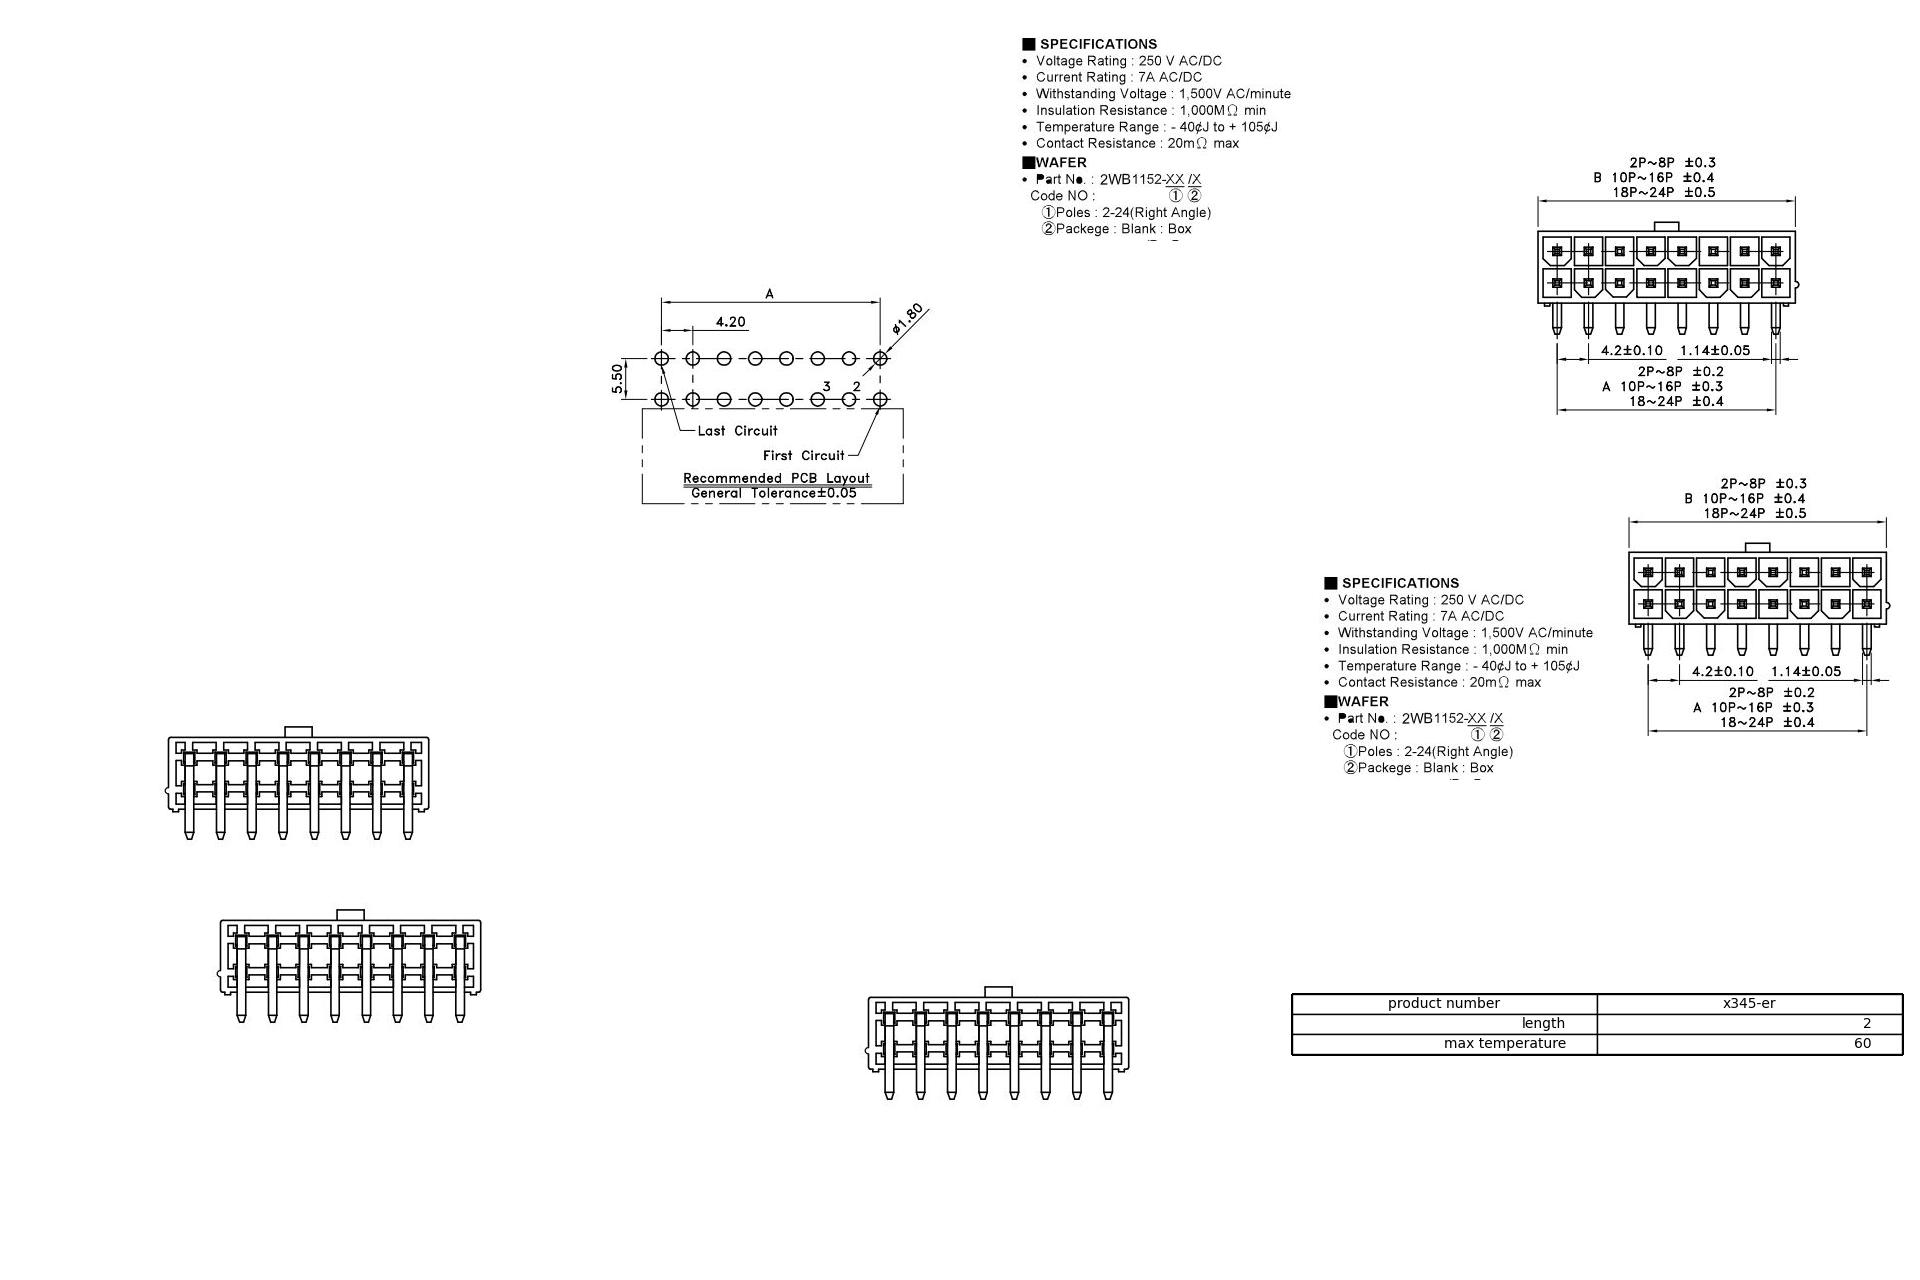 ■ SPECIFICATIONS
• Voltage Rating : 250 V AC/DC
• Current Rating : 7A AC/DC
• Withstanding Voltage : 1,500V AC/minute
• Insulation Resistance : 1,000MΩ min
• Temperature Range : - 40¢J to + 105¢J
• Contact Resistance : 20mΩ max
■WAFER
• Part No. : 2WB1152-XX /X
Code NO : ① ②
①Poles : 2-24(Right Angle)
②Packege : Blank : Box
2P~8P ±0.3
B 10P~16P ±0.4
18P~24P ±0.5
4.2±0.10 1.14±0.05
2P~8P ±0.2
A 10P~16P ±0.3
18~24P ±0.4
A
4.20
ø1.80
5.50
3 2
Last Circuit
First Circuit
Recommended PCB Layout
General Tolerance±0.05
2P~8P ±0.3
B 10P~16P ±0.4
18P~24P ±0.5
4.2±0.10 1.14±0.05
2P~8P ±0.2
A 10P~16P ±0.3
18~24P ±0.4
■ SPECIFICATIONS
• Voltage Rating : 250 V AC/DC
• Current Rating : 7A AC/DC
• Withstanding Voltage : 1,500V AC/minute
• Insulation Resistance : 1,000MΩ min
• Temperature Range : - 40¢J to + 105¢J
• Contact Resistance : 20mΩ max
■WAFER
• Part No. : 2WB1152-XX /X
Code NO : ① ②
①Poles : 2-24(Right Angle)
②Packege : Blank : Box
product number x345-er
length 2
max temperature 60